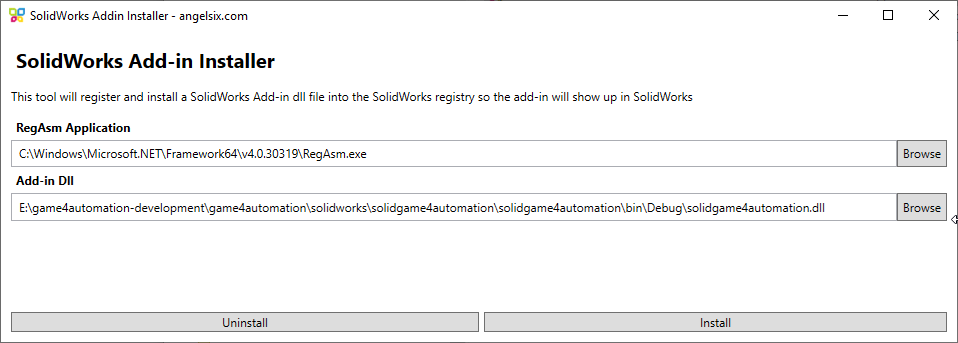 SolidWorks Addin Installer - angelsix.com
SolidWorks Add-in Installer
This tool will register and install a SolidWorks Add-in dll file into the SolidWorks registry so the add-in will show up in SolidWorks
RegAsm Application
C:\Windows\Microsoft.NET\Framework64\v4.0.30319\RegAsm.exe Browse
Add-in Dll
E:\game4automation-development\game4automation\solidworks\solidgame4automation\solidgame4automation\bin\Debug\solidgame4automation.dll Browse
Uninstall Install